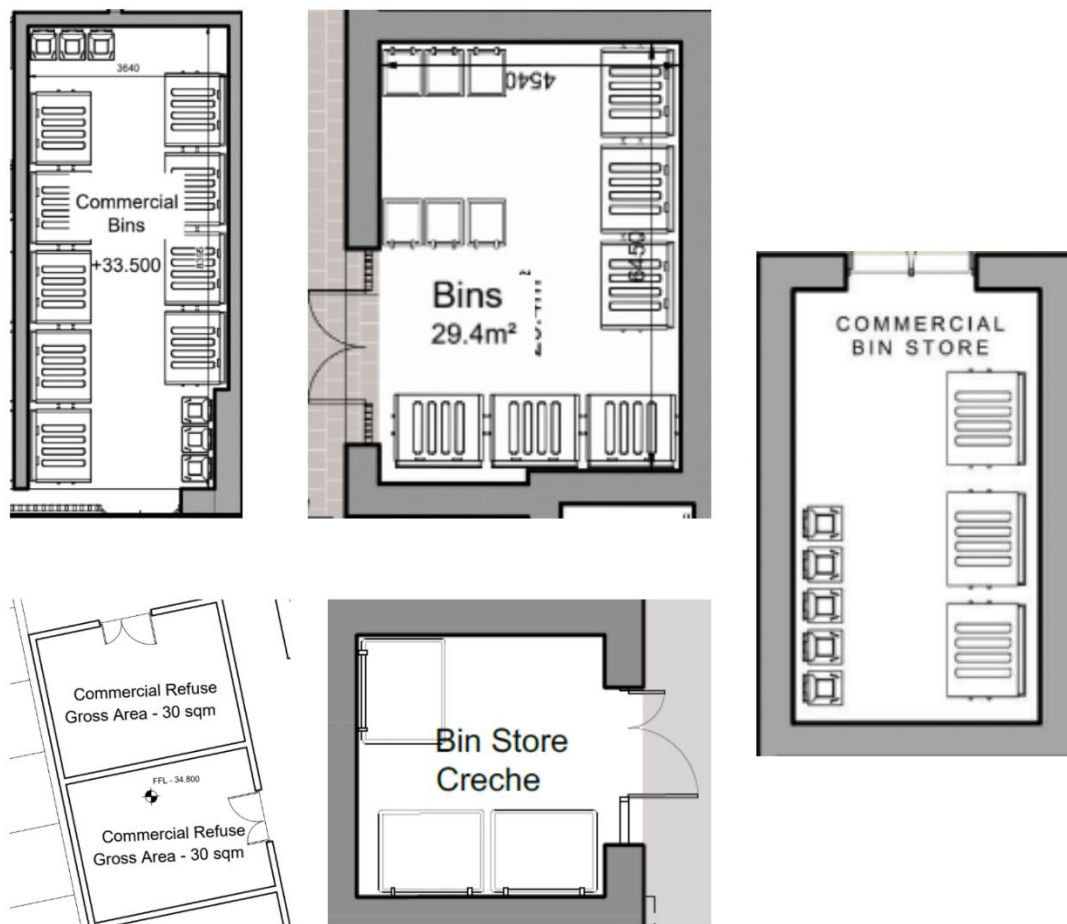 3640
Commercial
Bins
+33.500
4540
6450
Bins
29.4m²
COMMERCIAL
BIN STORE
Commercial Refuse
Gross Area - 30 sqm
FFL - 34.800
Commercial Refuse
Gross Area - 30 sqm
Bin Store
Creche